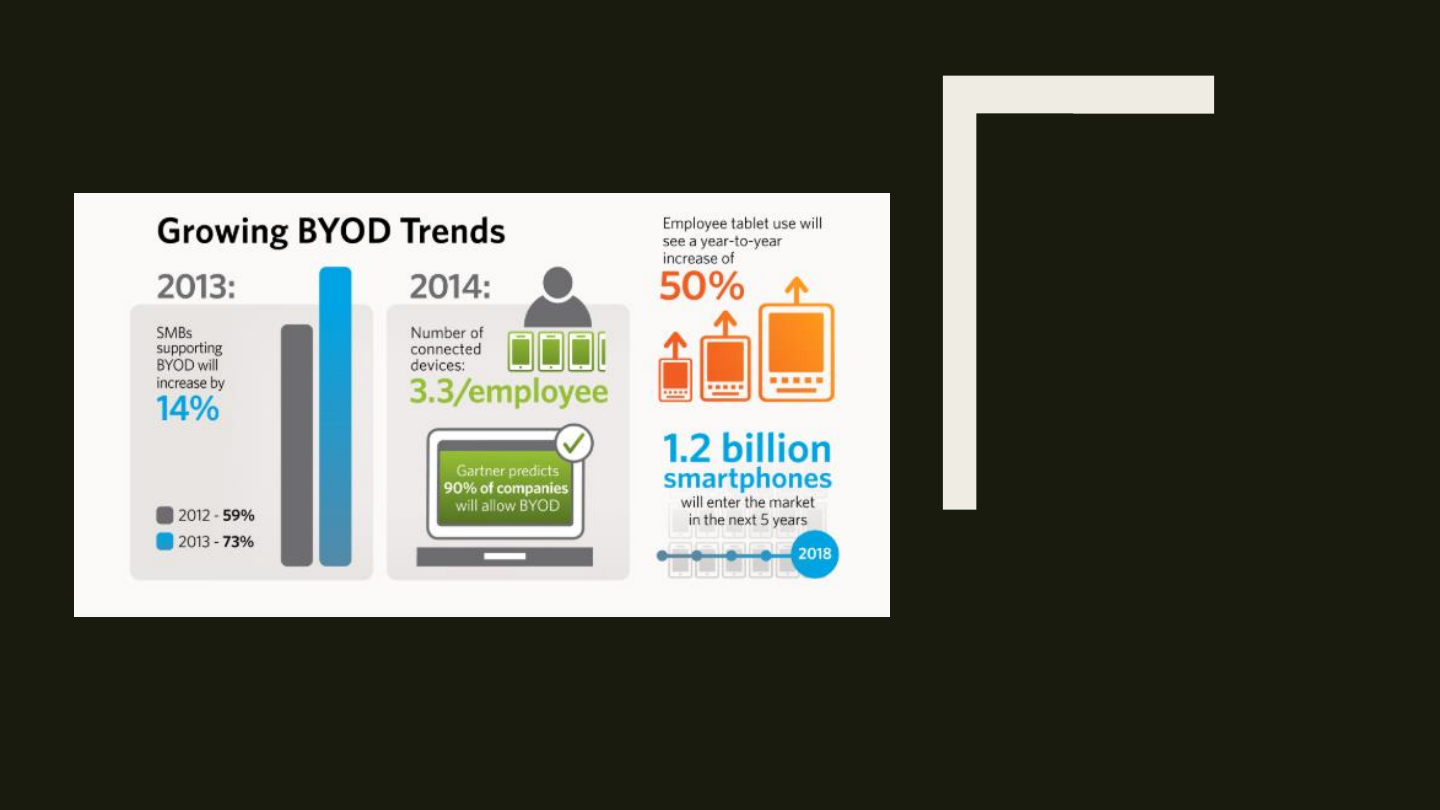 Growing BYOD Trends
2013:
SMBs
supporting
BYOD will
increase by
14%
2012 - 59%
2013 - 73%
2014:
Number of
connected
devices:
3.3/employee
Gartner predicts
90% of companies
will allow BYOD
Employee tablet use will
see a year-to-year
increase of
50%
1.2 billion
smartphones
will enter the market
in the next 5 years
2018